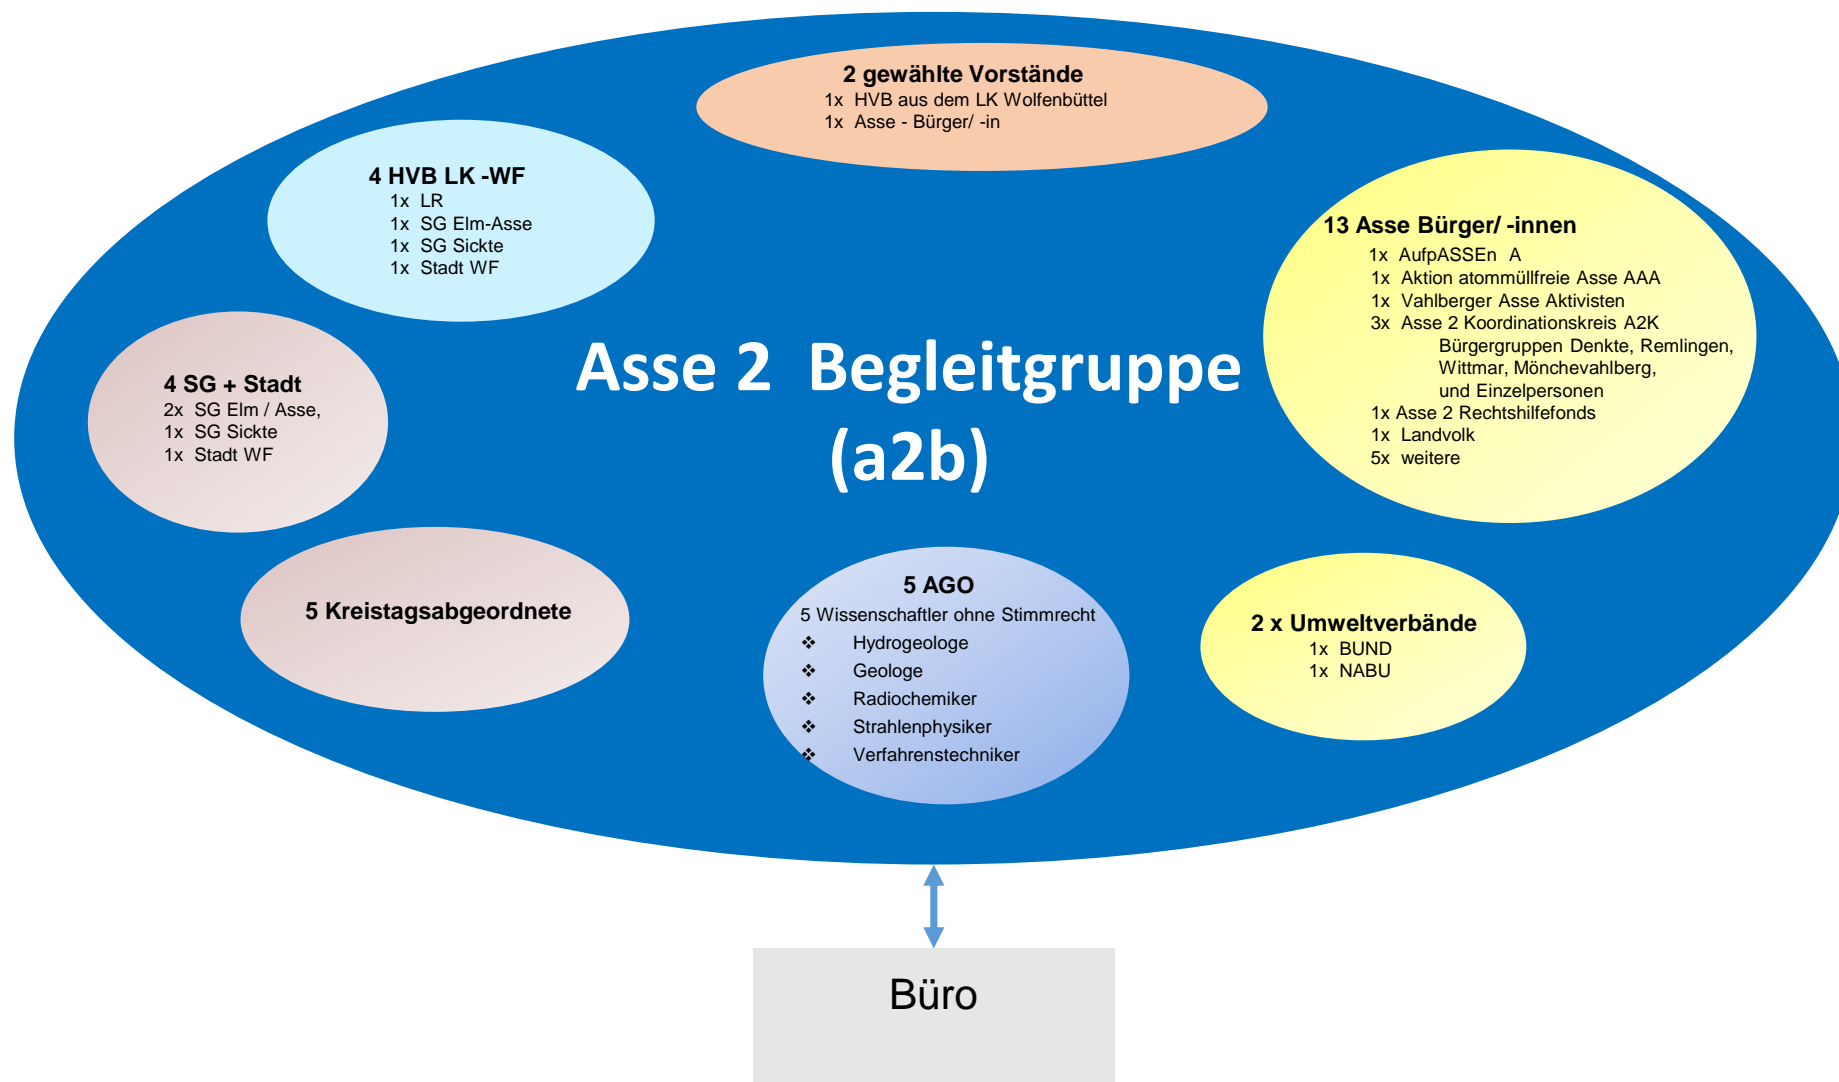 2 gewählte Vorstände
1x HVB aus dem LK Wolfenbüttel
1x Asse - Bürger/ -in
4 HVB LK -WF
1x LR
1x SG Elm-Asse
1x SG Sickte
1x Stadt WF
13 Asse Bürger/ -innen
1x AufpASSEn A
1x Aktion atommüllfreie Asse AAA
1x Vahlberger Asse Aktivisten
3x Asse 2 Koordinationskreis A2K
Bürgergruppen Denkte, Remlingen,
Wittmar, Mönchevahlberg,
und Einzelpersonen
1x Asse 2 Rechtshilfefonds
1x Landvolk
5x weitere
4 SG + Stadt
2x SG Elm / Asse,
1x SG Sickte
1x Stadt WF
Asse 2 Begleitgruppe
(a2b)
5 Kreistagsabgeordnete
5 AGO
5 Wissenschaftler ohne Stimmrecht
❖ Hydrogeologe
❖ Geologe
❖ Radiochemiker
❖ Strahlenphysiker
❖ Verfahrenstechniker
2 x Umweltverbände
1x BUND
1x NABU
Büro